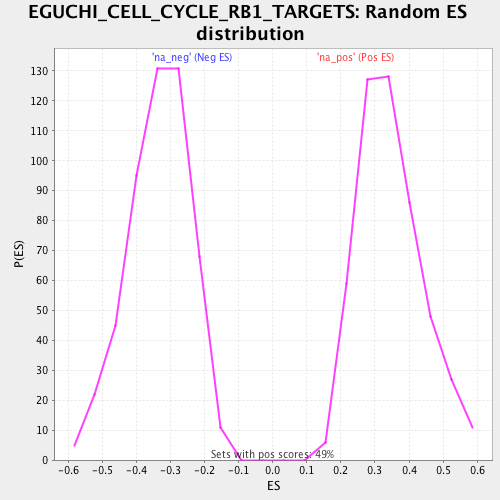 EGUCHI_CELL_CYCLE_RB1_TARGETS: Random ES
distribution
'na_neg' (Neg ES) 'na_pos' (Pos ES)
130
120
110
100
90
80
70
60
50
40
30
20
10
0
P(ES)
Sets with pos scores: 49%
-0.6 -0.5 -0.4 -0.3 -0.2 -0.1 0.0 0.1 0.2 0.3 0.4 0.5 0.6
ES